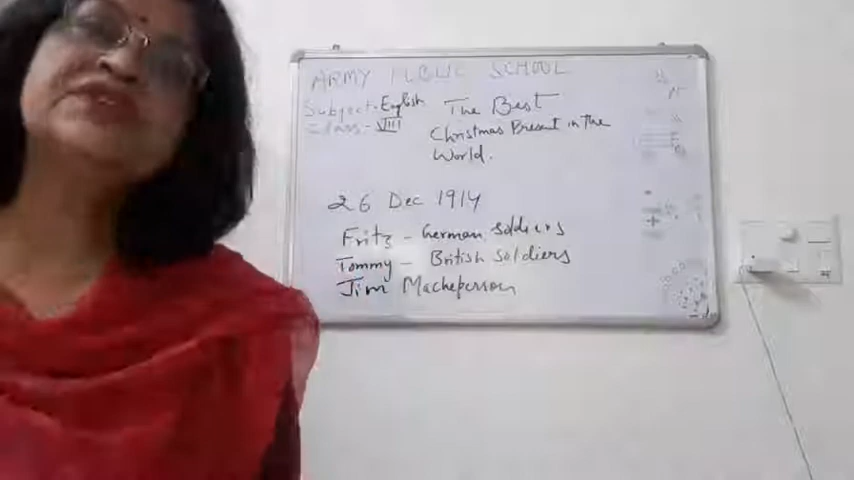 ARMY PUBLIC SCHOOL
Subject - English
Class - VIII
The Best
Christmas Present in the
World.
26 Dec 1914
Fritz - German soldiers
Tommy - British soldiers
Jim Macheperson